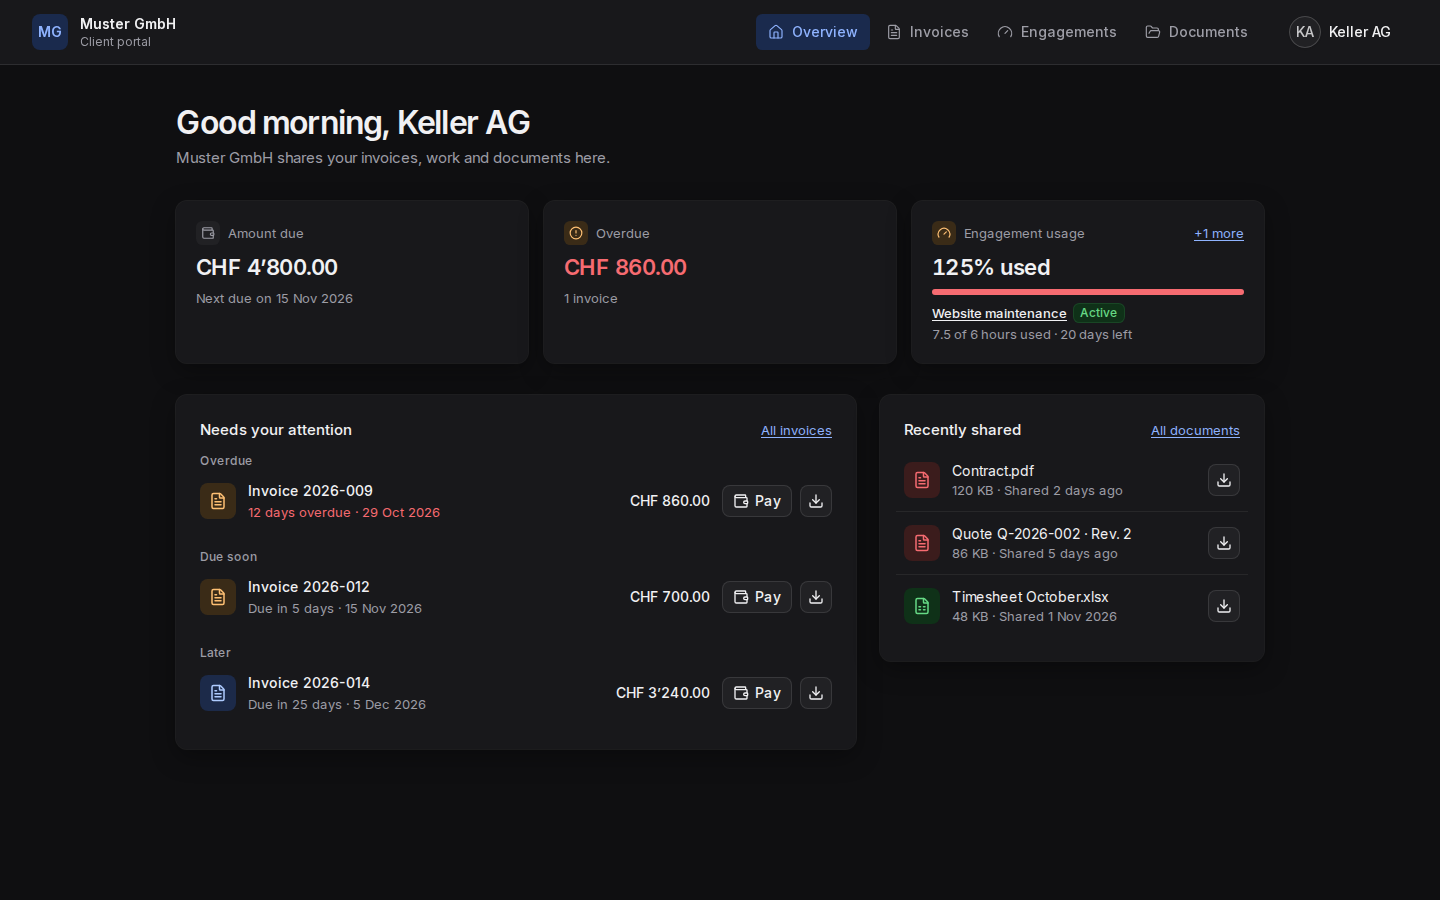 MG
Muster GmbH
Client portal
Overview
Invoices
Engagements
Documents
KA
Keller AG
Good morning, Keller AG
Muster GmbH shares your invoices, work and documents here.
Amount due
CHF 4’800.00
Next due on 15 Nov 2026
Overdue
CHF 860.00
1 invoice
Engagement usage
+1 more
125% used
Website maintenance
Active
7.5 of 6 hours used · 20 days left
Needs your attention
All invoices
Overdue
Invoice 2026-009
12 days overdue · 29 Oct 2026
CHF 860.00
Pay
Due soon
Invoice 2026-012
Due in 5 days · 15 Nov 2026
CHF 700.00
Pay
Later
Invoice 2026-014
Due in 25 days · 5 Dec 2026
CHF 3’240.00
Pay
Recently shared
All documents
Contract.pdf
120 KB · Shared 2 days ago
Quote Q-2026-002 · Rev. 2
86 KB · Shared 5 days ago
Timesheet October.xlsx
48 KB · Shared 1 Nov 2026